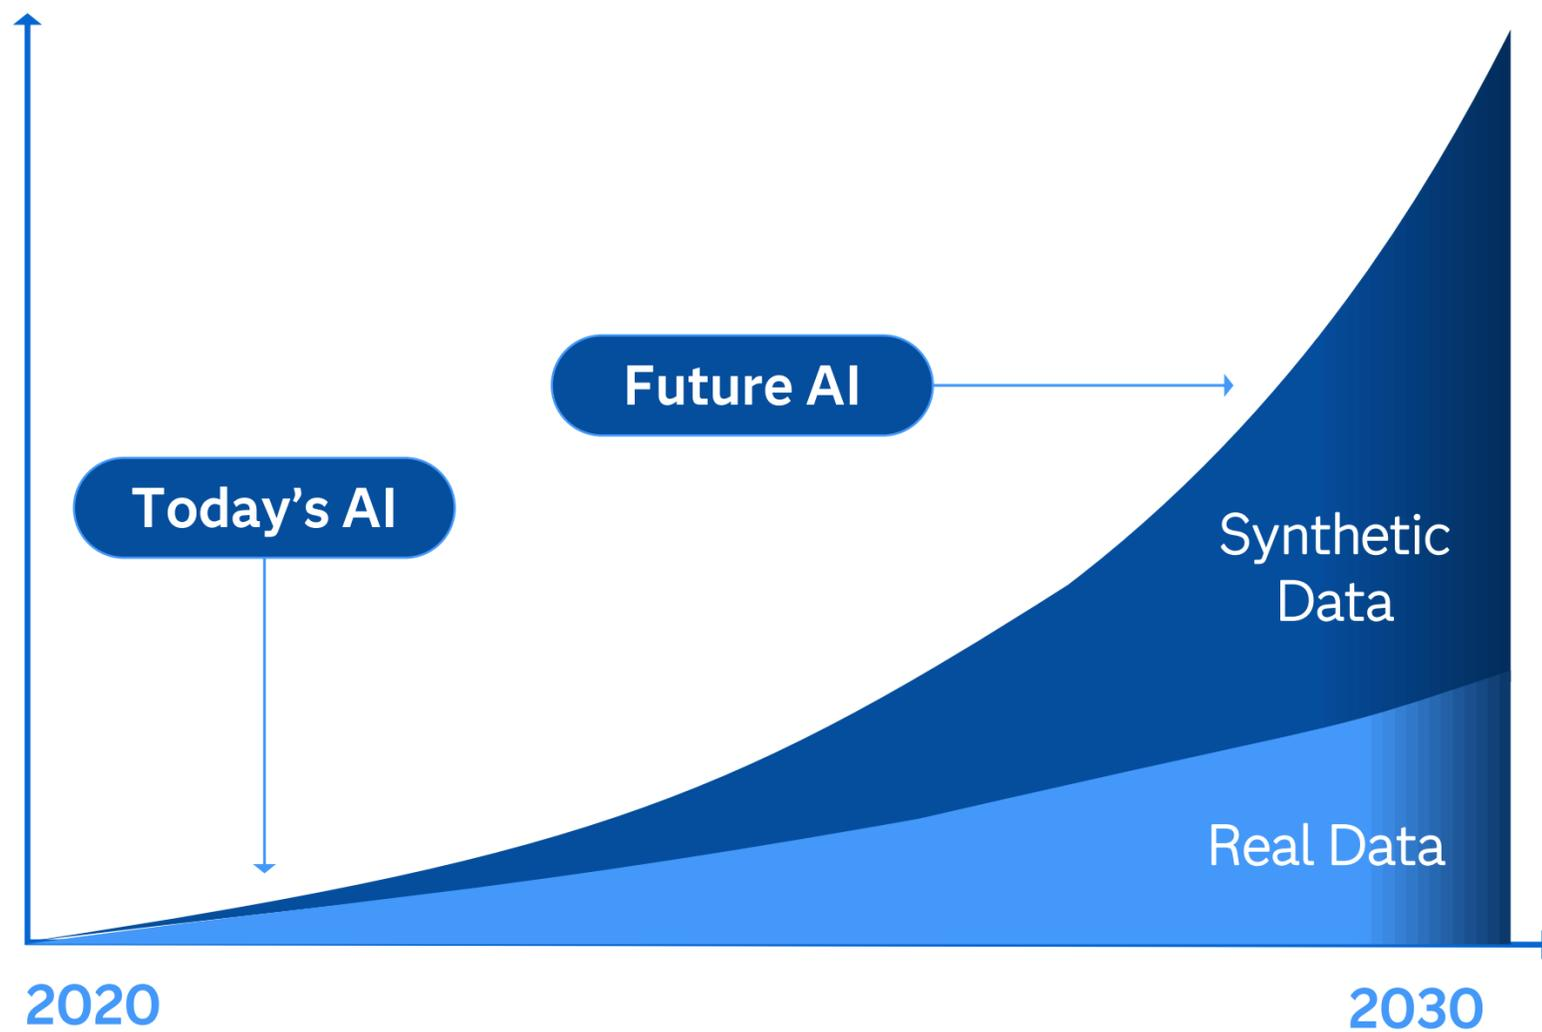 Future AI
Today’s AI
Synthetic
Data
Real Data
2020
2030